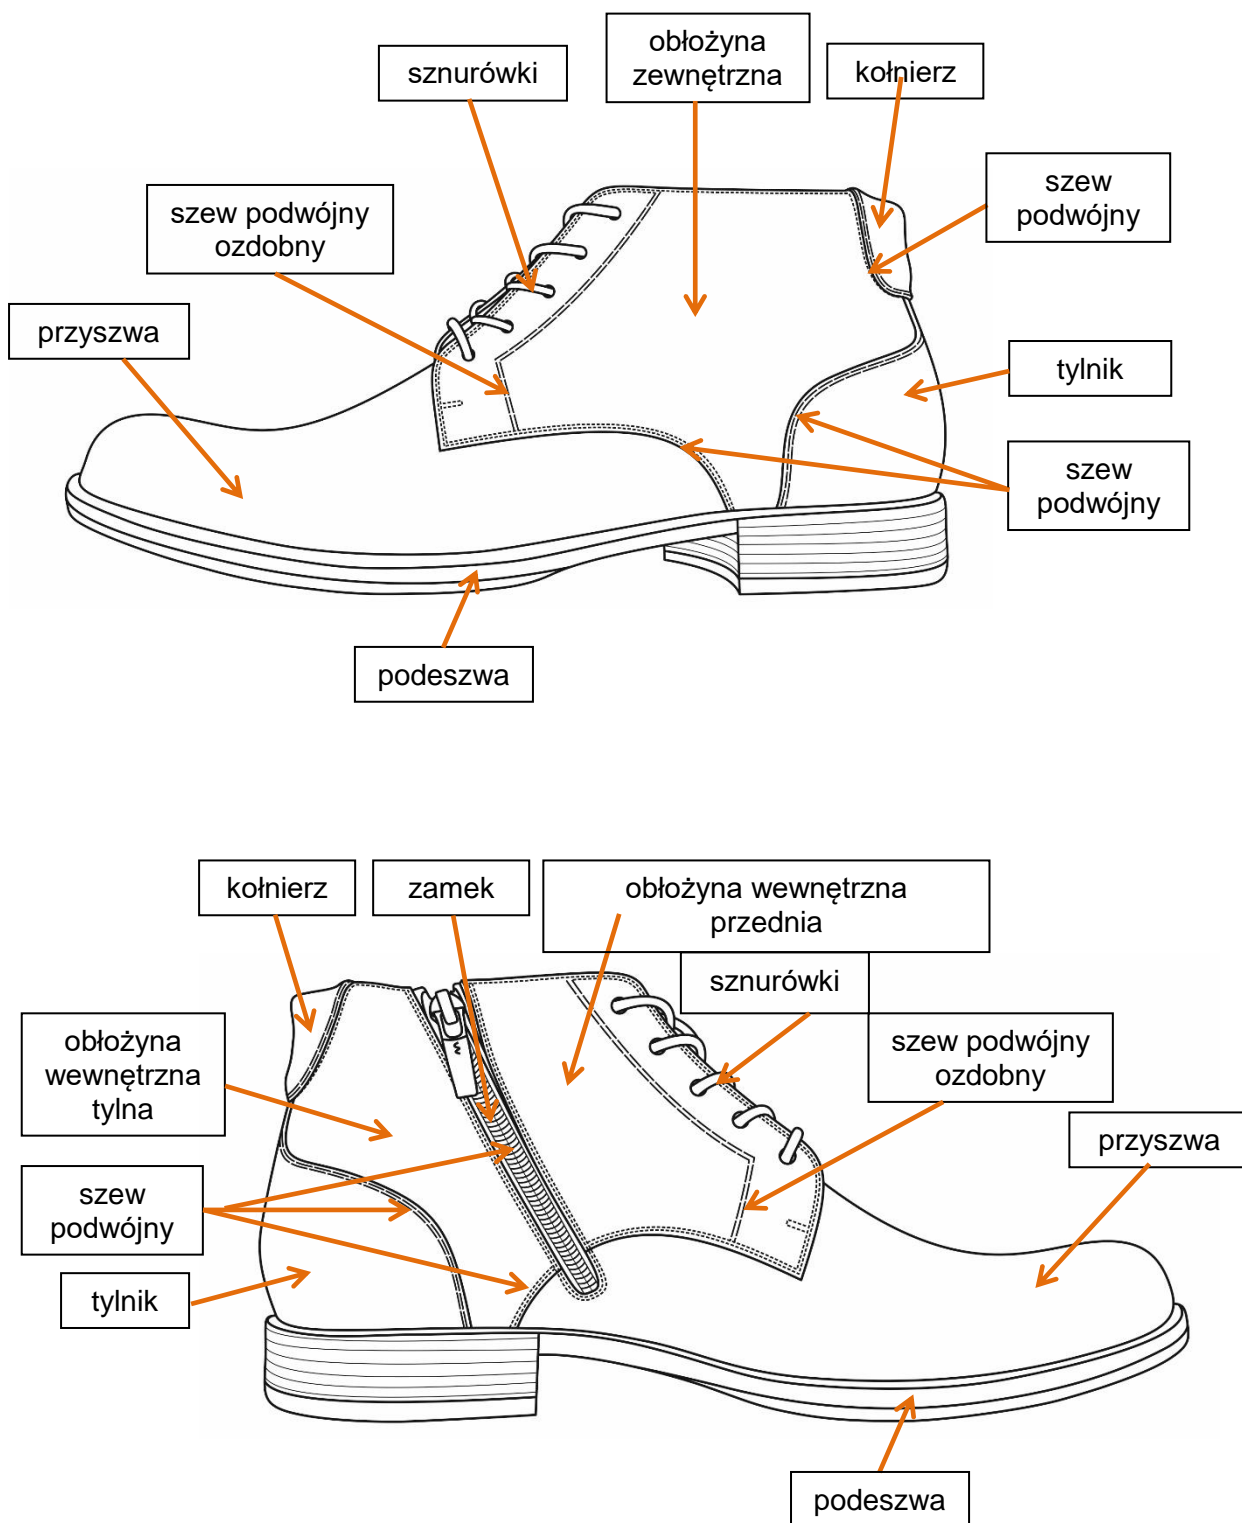 obłożyna
zewnętrzna
sznurówki
kołnierz
szew
podwójny
szew podwójny
ozdobny
przyszwa
tylnik
szew
podwójny
podeszwa
kołnierz
zamek
obłożyna wewnętrzna
przednia
sznurówki
obłożyna
wewnętrzna
tylna
szew podwójny
ozdobny
przyszwa
szew
podwójny
tylnik
podeszwa